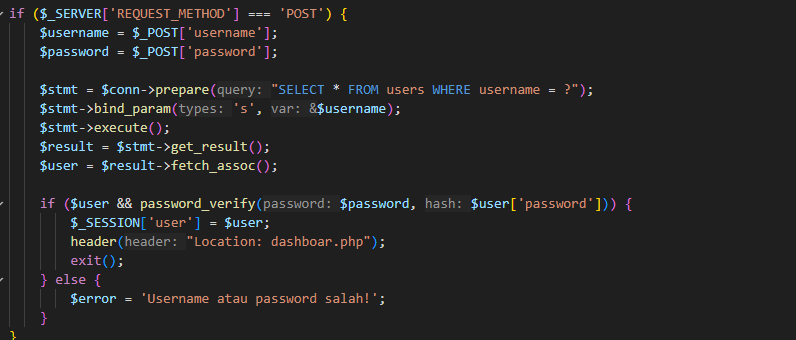 if ($_SERVER['REQUEST_METHOD'] === 'POST') {
$username = $_POST['username'];
$password = $_POST['password'];
$stmt = $conn->prepare(query: "SELECT * FROM users WHERE username = ?");
$stmt->bind_param(types: 's', var: &$username);
$stmt->execute();
$result = $stmt->get_result();
$user = $result->fetch_assoc();
if ($user && password_verify(password: $password, hash: $user['password'])) {
$_SESSION['user'] = $user;
header(header: "Location: dashboar.php");
exit();
} else {
$error = 'Username atau password salah!';
}
}